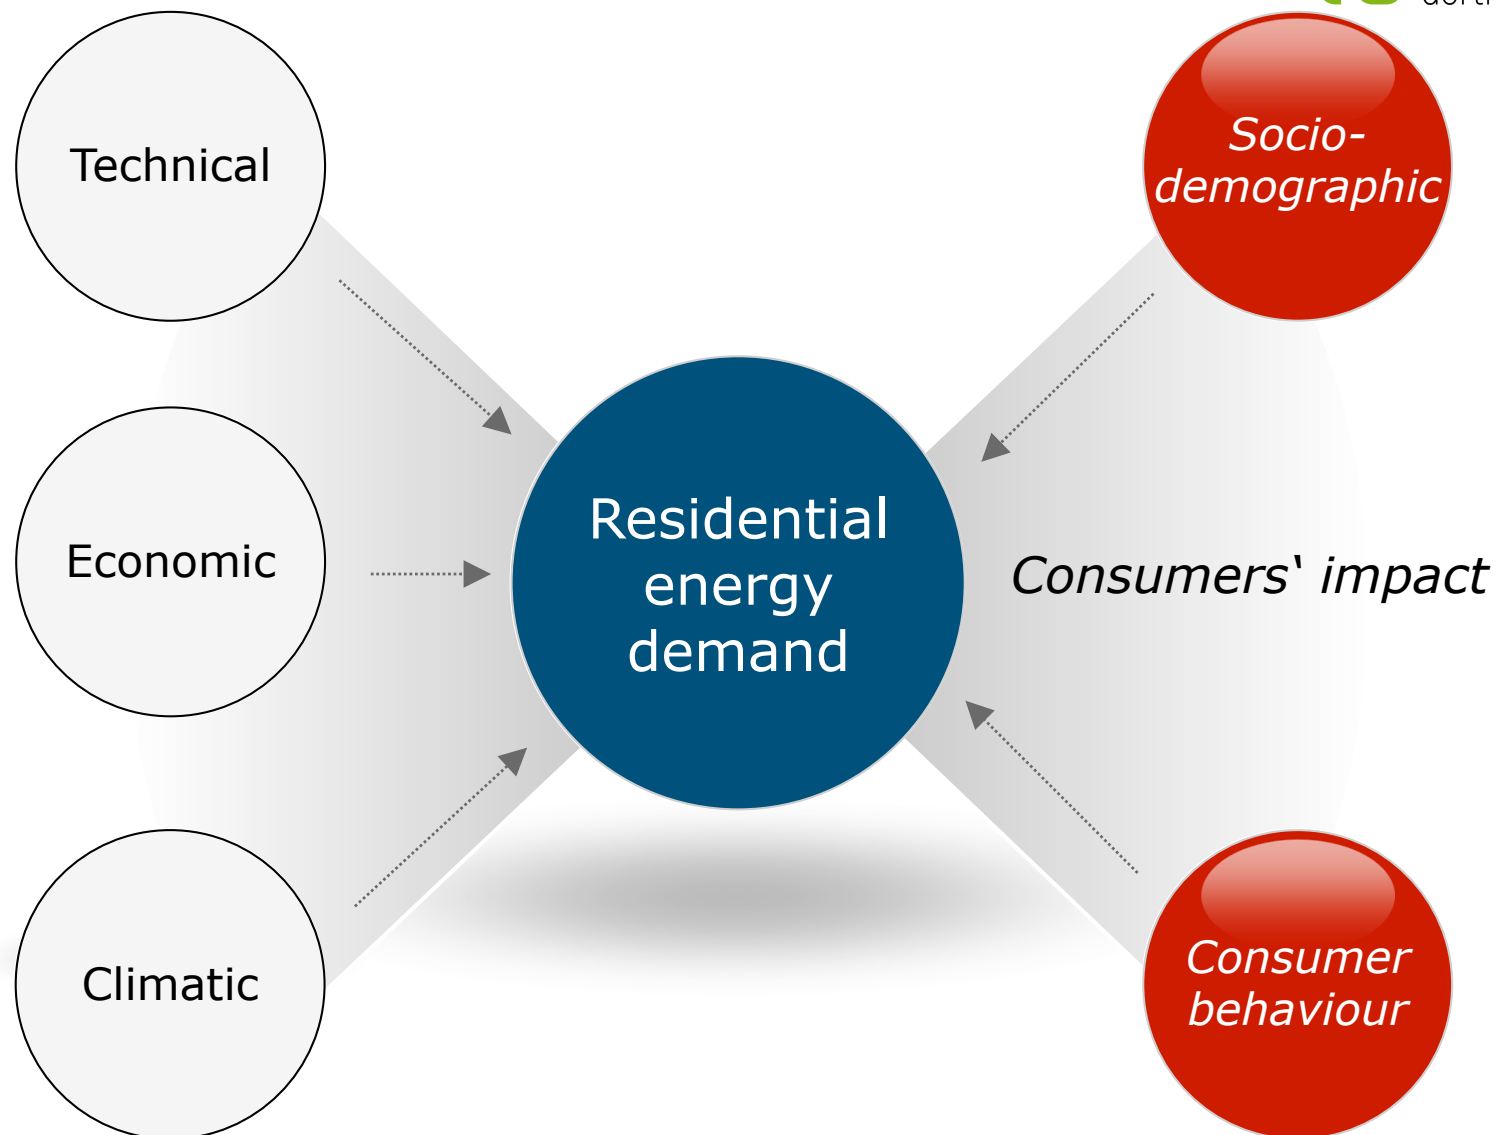 Technical
Socio-
demographic
Residential
energy
demand
Economic
Consumers‘ impact
Climatic
Consumer
behaviour